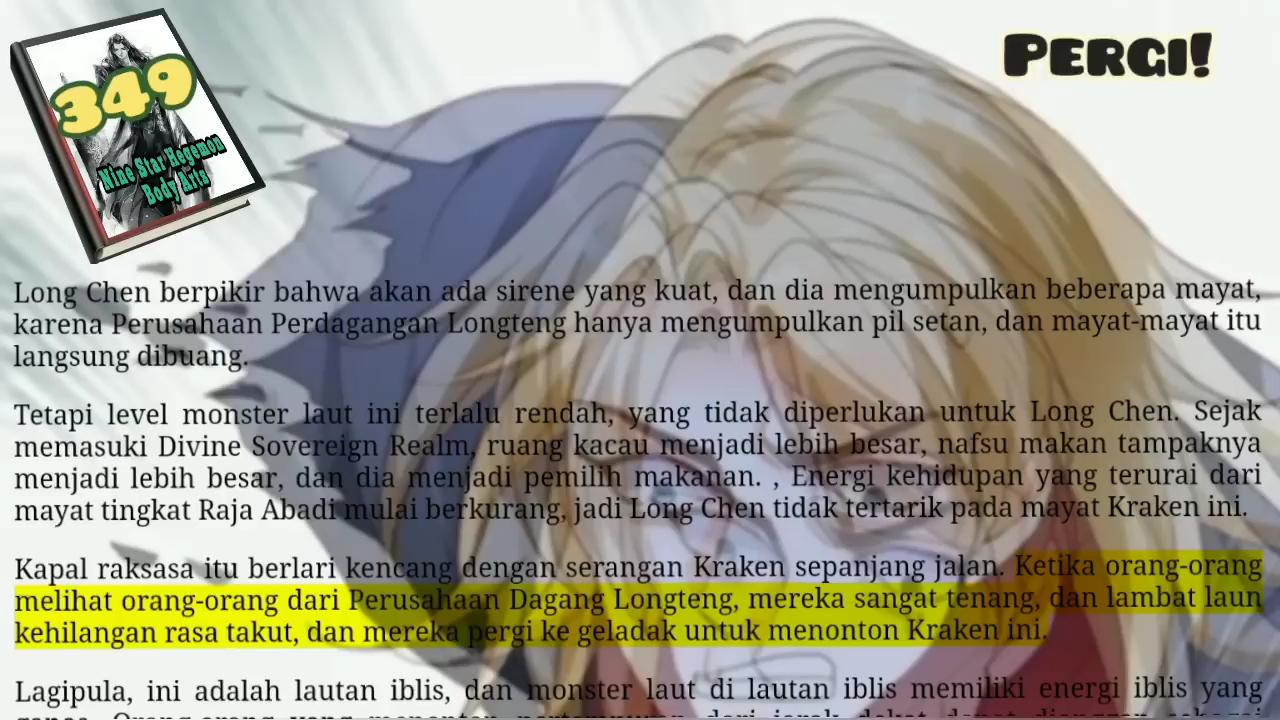 349
Nine Star Hegemon
Body Arts
Pergi!
Long Chen berpikir bahwa akan ada sirene yang kuat, dan dia mengumpulkan beberapa mayat,
karena Perusahaan Perdagangan Longteng hanya mengumpulkan pil setan, dan mayat-mayat itu
langsung dibuang.
Tetapi level monster laut ini terlalu rendah, yang tidak diperlukan untuk Long Chen. Sejak
memasuki Divine Sovereign Realm, ruang kacau menjadi lebih besar, nafsu makan tampaknya
menjadi lebih besar, dan dia menjadi pemilih makanan. , Energi kehidupan yang terurai dari
mayat tingkat Raja Abadi mulai berkurang, jadi Long Chen tidak tertarik pada mayat Kraken ini.
Kapal raksasa itu berlari kencang dengan serangan Kraken sepanjang jalan. Ketika orang-orang
melihat orang-orang dari Perusahaan Dagang Longteng, mereka sangat tenang, dan lambat laun
kehilangan rasa takut, dan mereka pergi ke geladak untuk menonton Kraken ini.
Lagipula, ini adalah lautan iblis, dan monster laut di lautan iblis memiliki energi iblis yang